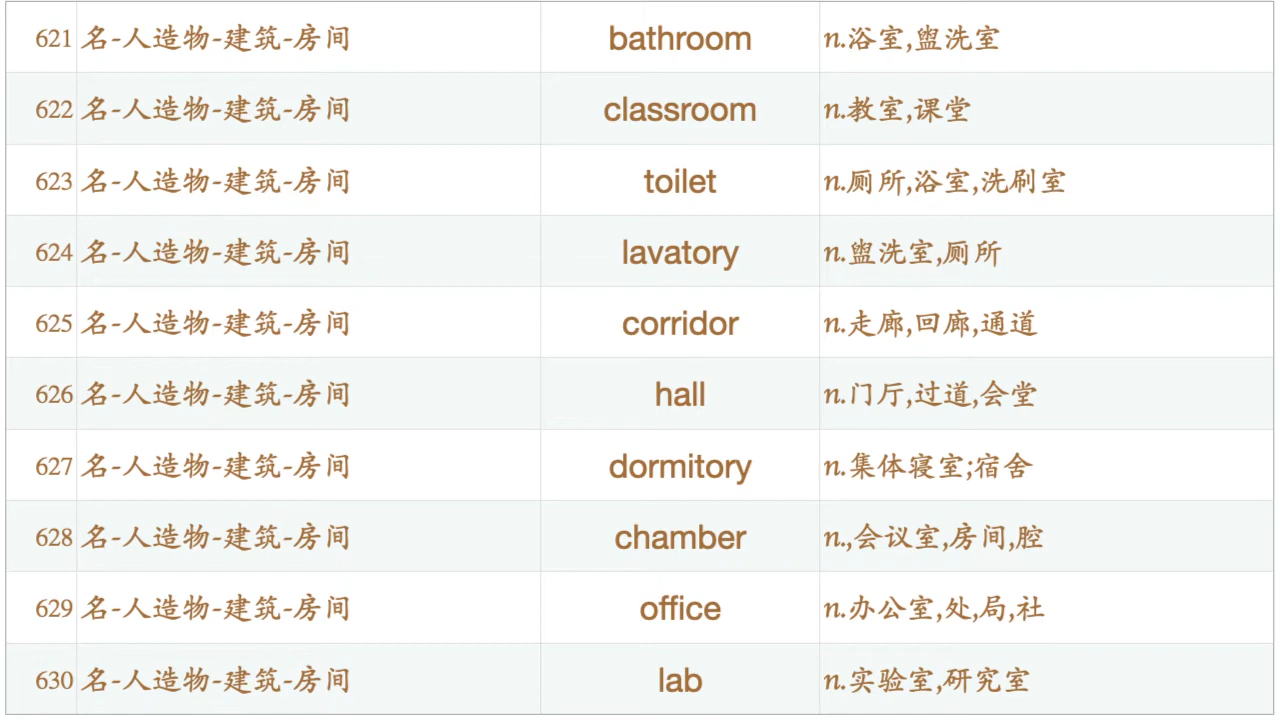 621 名-人造物-建筑-房间 bathroom n.浴室,盥洗室
622 名-人造物-建筑-房间 classroom n.教室,课堂
623 名-人造物-建筑-房间 toilet n.厕所,浴室,洗刷室
624 名-人造物-建筑-房间 lavatory n.盥洗室,厕所
625 名-人造物-建筑-房间 corridor n.走廊,回廊,通道
626 名-人造物-建筑-房间 hall n.门厅,过道,会堂
627 名-人造物-建筑-房间 dormitory n.集体寝室;宿舍
628 名-人造物-建筑-房间 chamber n.,会议室,房间,腔
629 名-人造物-建筑-房间 office n.办公室,处,局,社
630 名-人造物-建筑-房间 lab n.实验室,研究室